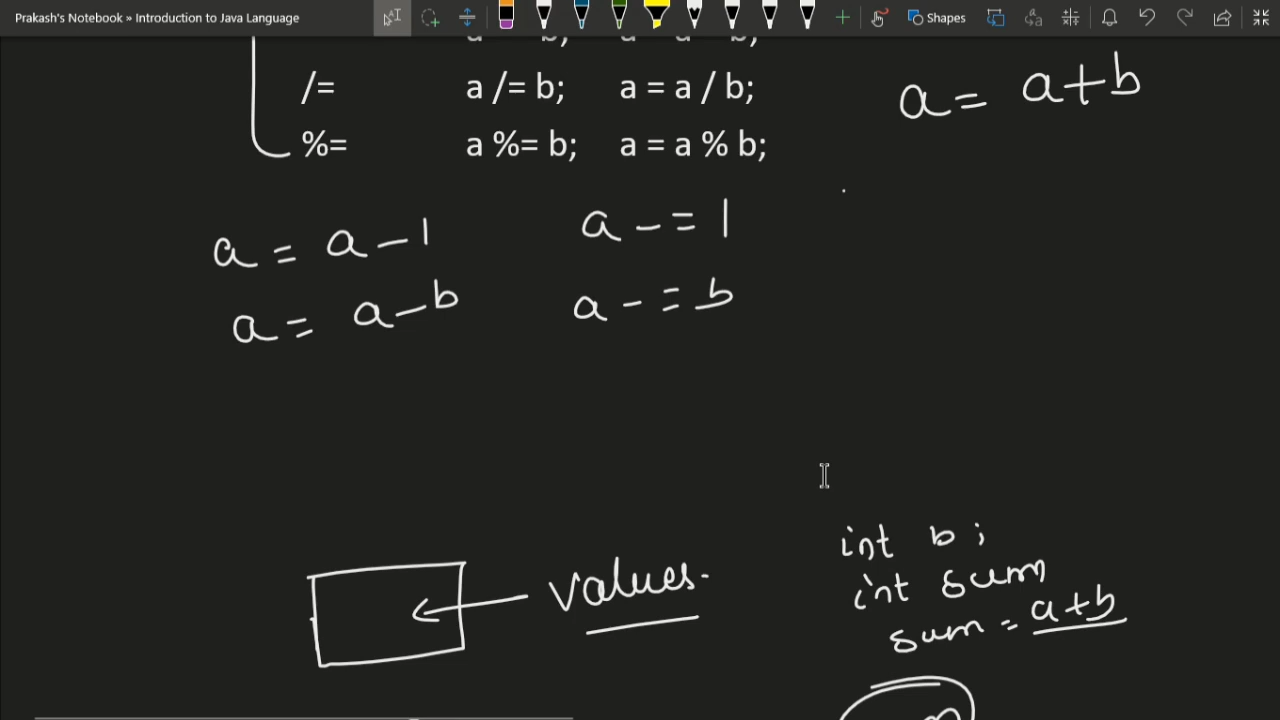 Prakash's Notebook » Introduction to Java Language
Shapes
/= a /= b; a = a / b;
%= a %= b; a = a % b;
a = a+b
a = a-1 a -= 1
a = a-b a -= b
int b;
int sum
values.
sum = a+b